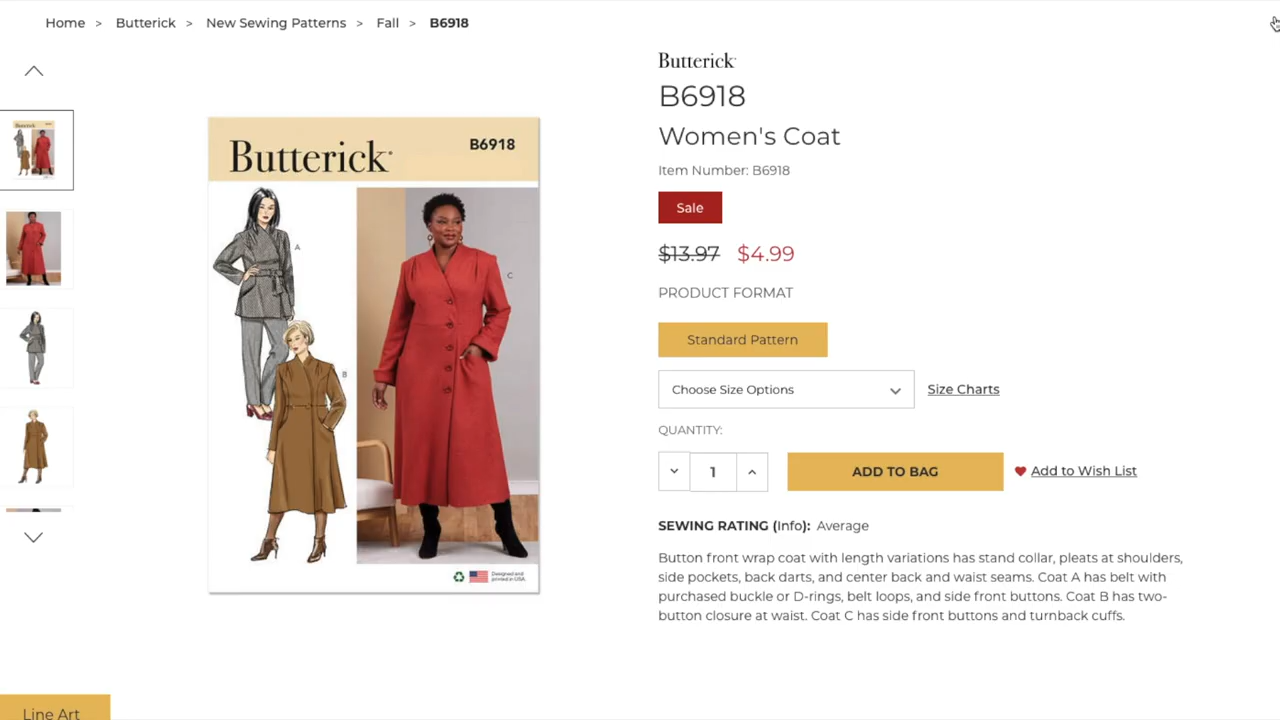 Home > Butterick > New Sewing Patterns > Fall > B6918
Butterick
B6918
Women's Coat
Item Number: B6918
Sale
$13.97 $4.99
PRODUCT FORMAT
Standard Pattern
Choose Size Options
Size Charts
QUANTITY:
1
ADD TO BAG
Add to Wish List
SEWING RATING (Info): Average
Button front wrap coat with length variations has stand collar, pleats at shoulders,
side pockets, back darts, and center back and waist seams. Coat A has belt with
purchased buckle or D-rings, belt loops, and side front buttons. Coat B has two-
button closure at waist. Coat C has side front buttons and turnback cuffs.
Butterick
B6918
A
B
C
Designed and
printed in USA.
Line Art